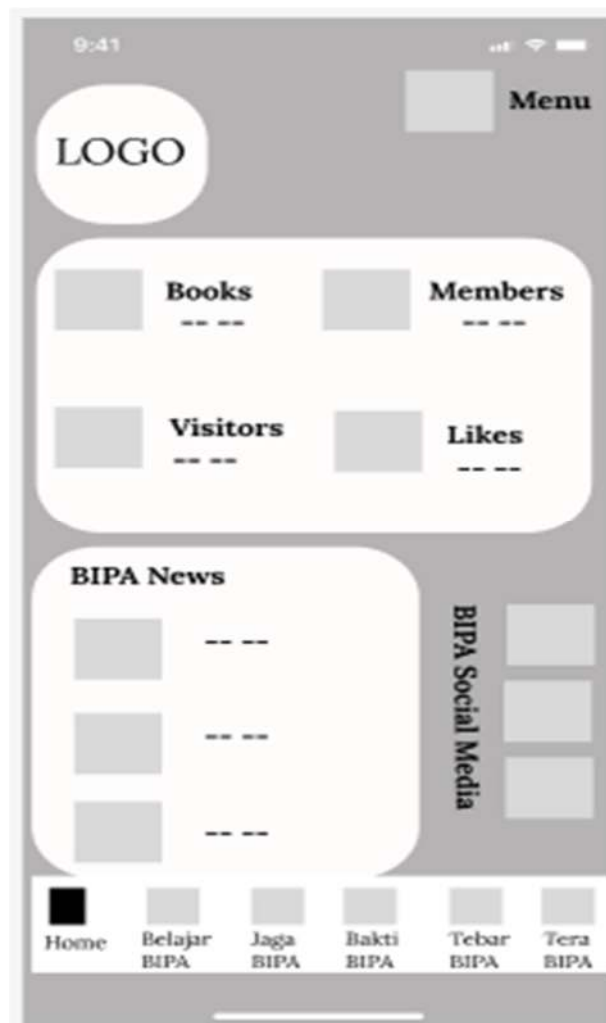 9:41
Menu
LOGO
Books
-- --
Members
-- --
Visitors
-- --
Likes
-- --
BIPA News
-- --
-- --
-- --
BIPA Social Media
Home
Belajar
BIPA
Jaga
BIPA
Bakti
BIPA
Tebar
BIPA
Tera
BIPA